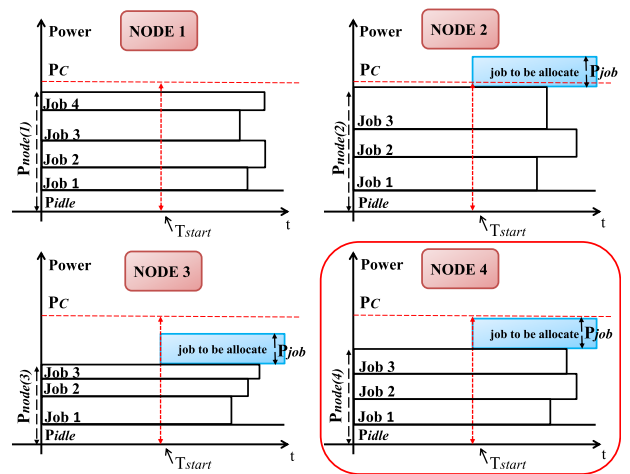 NODE 1
Power
PC
Job 4
Job 3
Job 2
Job 1
Pidle
Pnode(1)
Tstart
t
NODE 2
Power
PC
job to be allocate
Pjob
Job 3
Job 2
Job 1
Pidle
Pnode(2)
Tstart
t
NODE 3
Power
PC
job to be allocate
Pjob
Job 3
Job 2
Job 1
Pidle
Pnode(3)
Tstart
t
NODE 4
Power
PC
job to be allocate
Pjob
Job 3
Job 2
Job 1
Pidle
Pnode(4)
Tstart
t